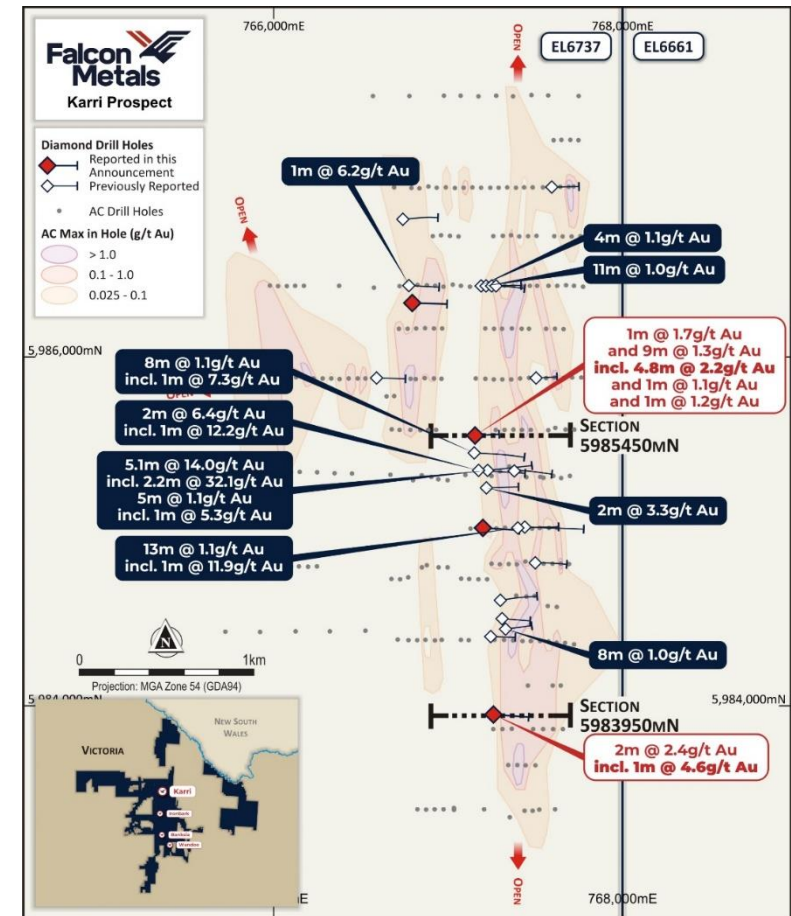 766,000mE
768,000mE
Falcon
Metals
Karri Prospect
OPEN
EL6737
EL6661
Diamond Drill Holes
Reported in this
Announcement
Previously Reported
AC Drill Holes
AC Max in Hole (g/t Au)
> 1.0
0.1 - 1.0
0.025 - 0.1
1m @ 6.2g/t Au
OPEN
4m @ 1.1g/t Au
11m @ 1.0g/t Au
5,986,000mN
1m @ 1.7g/t Au
and 9m @ 1.3g/t Au
incl. 4.8m @ 2.2g/t Au
and 1m @ 1.1g/t Au
and 1m @ 1.2g/t Au
8m @ 1.1g/t Au
incl. 1m @ 7.3g/t Au
OPEN
2m @ 6.4g/t Au
incl. 1m @ 12.2g/t Au
SECTION
5985450MN
5.1m @ 14.0g/t Au
incl. 2.2m @ 32.1g/t Au
5m @ 1.1g/t Au
incl. 1m @ 5.3g/t Au
2m @ 3.3g/t Au
13m @ 1.1g/t Au
incl. 1m @ 11.9g/t Au
N
0 1km
Projection: MGA Zone 54 (GDA94)
8m @ 1.0g/t Au
5,984,000mN
5,984,000mN
SECTION
5983950MN
2m @ 2.4g/t Au
incl. 1m @ 4.6g/t Au
NEW SOUTH
WALES
VICTORIA
Karri
OPEN
E
768,000mE